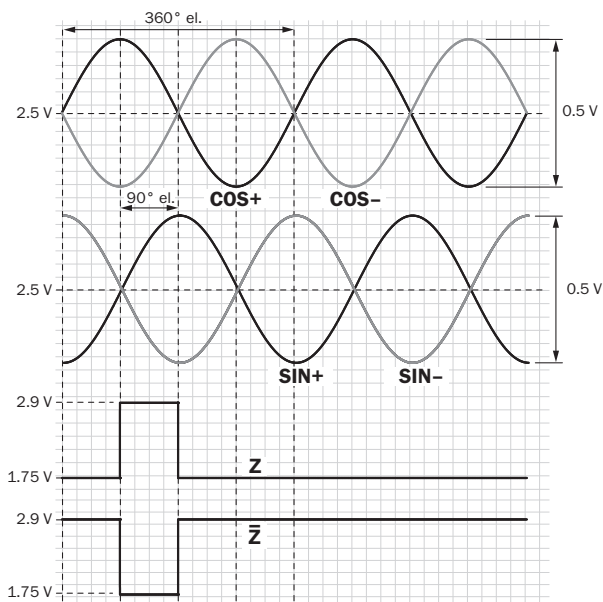 360° el.
2.5 V
0.5 V
COS+ COS–
90° el.
2.5 V
0.5 V
SIN+ SIN–
2.9 V
Z
1.75 V
2.9 V
Z̅
1.75 V